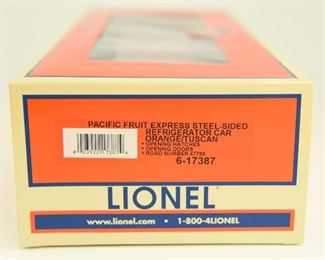 PACIFIC FRUIT EXPRESS STEEL-SIDED
REFRIGERATOR CAR
ORANGE/TUSCAN
• OPENING HATCHES
• OPENING DOORS
• ROAD NUMBER 47766
6-17387
LIONEL
www.lionel.com • 1-800-4LIONEL